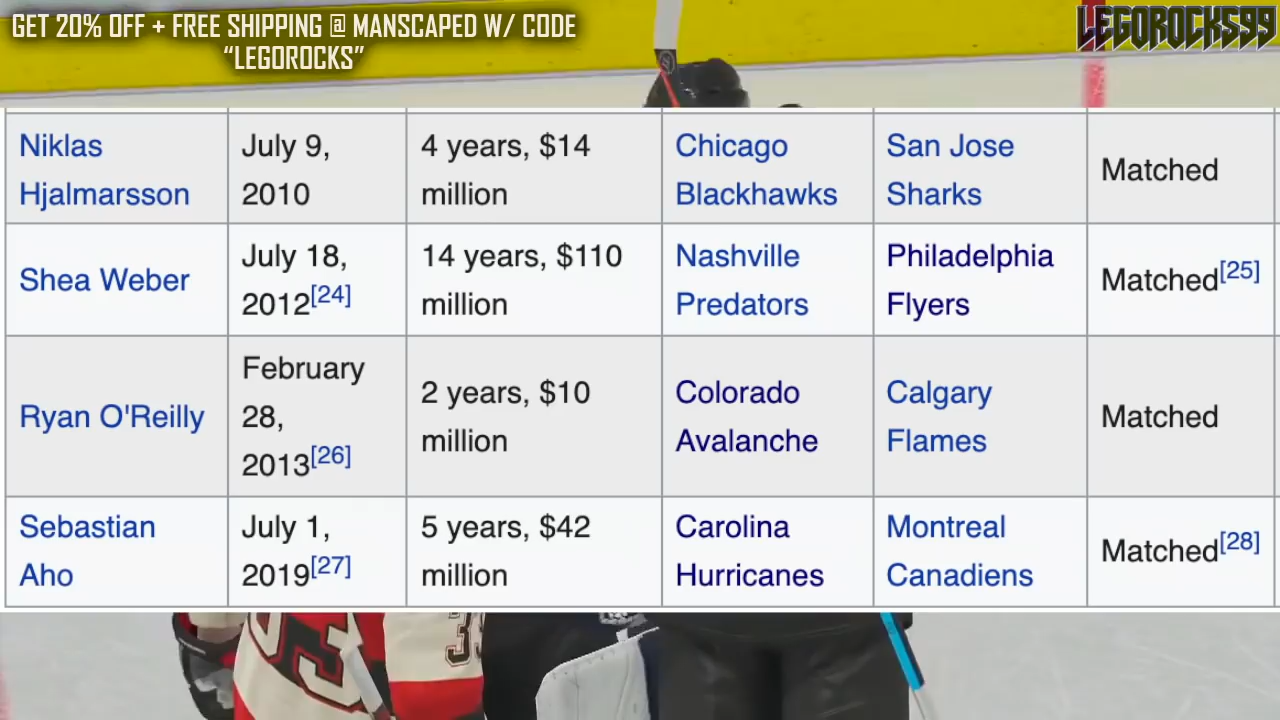 GET 20% OFF + FREE SHIPPING @ MANSCAPED W/ CODE
“LEGOROCKS”
LEGOROCKS99
Niklas
Hjalmarsson
July 9,
2010
4 years, $14
million
Chicago
Blackhawks
San Jose
Sharks
Matched
Shea Weber
July 18,
2012[24]
14 years, $110
million
Nashville
Predators
Philadelphia
Flyers
Matched[25]
Ryan O'Reilly
February
28,
2013[26]
2 years, $10
million
Colorado
Avalanche
Calgary
Flames
Matched
Sebastian
Aho
July 1,
2019[27]
5 years, $42
million
Carolina
Hurricanes
Montreal
Canadiens
Matched[28]